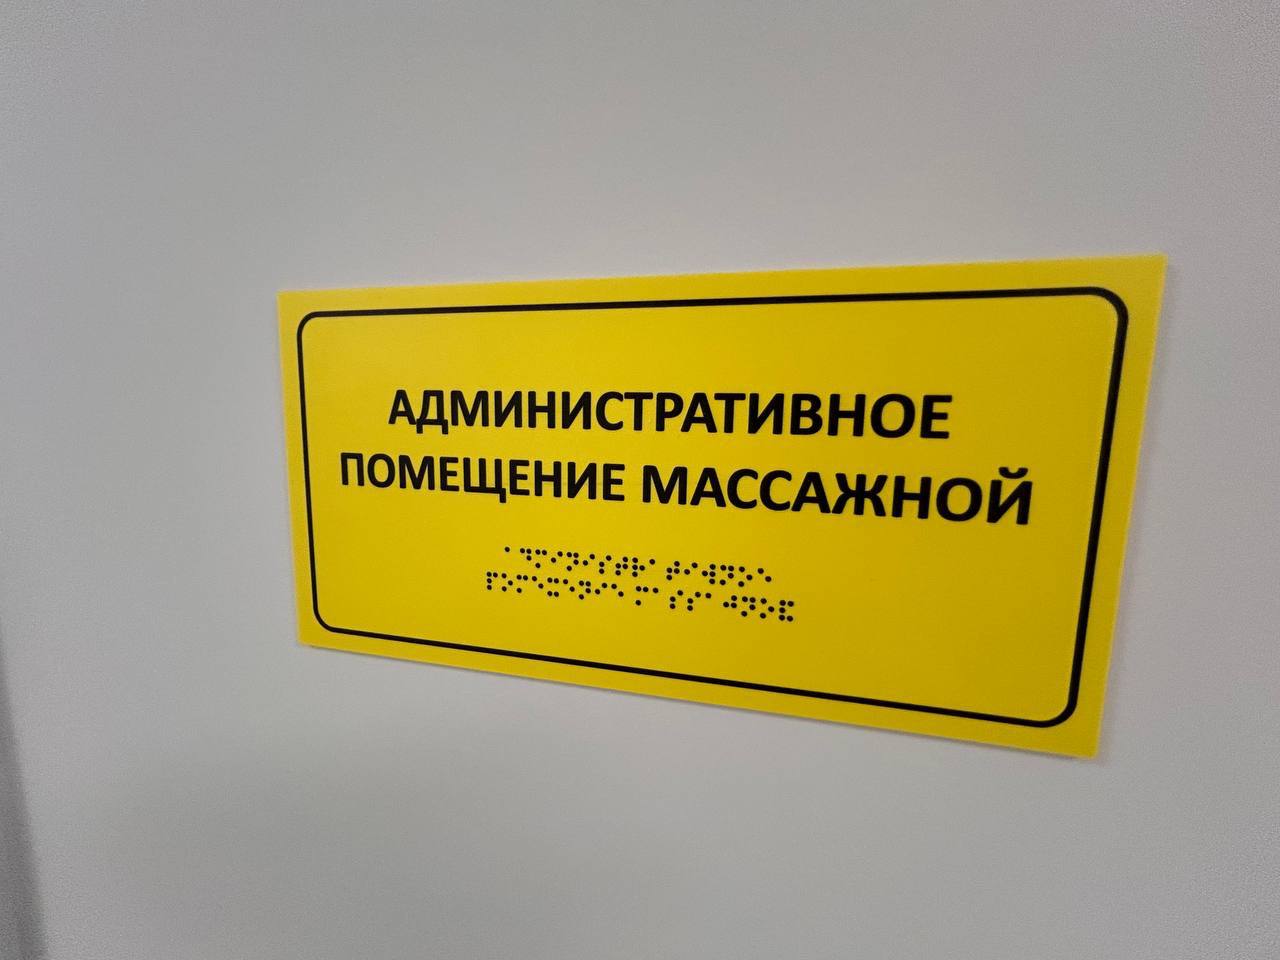 АДМИНИСТРАТИВНОЕ
ПОМЕЩЕНИЕ МАССАЖНОЙ
⠁⠙⠍⠊⠝⠊⠎⠞⠗⠁⠞⠊⠺⠝⠕⠑
⠏⠕⠍⠑⠭⠑⠝⠊⠑ ⠍⠁⠎⠎⠁⠚⠝⠕⠯